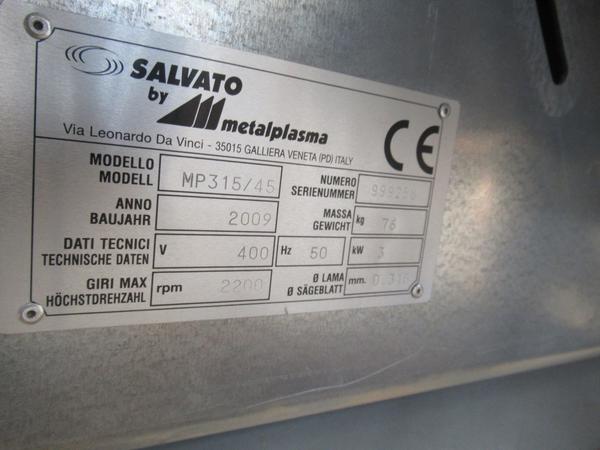 SALVATO
by metalplasma
Via Leonardo Da Vinci - 35015 GALLIERA VENETA (PD) ITALY
CE
MODELLO
MODELL MP315/45
NUMERO
SERIENUMMER
ANNO
BAUJAHR 2009
MASSA
GEWICHT kg 76
DATI TECNICI
TECHNISCHE DATEN V 400 Hz 50 kW 3
GIRI MAX
HÖCHSTDREHZAHL rpm 2200
Ø LAMA
Ø SÄGEBLATT mm.